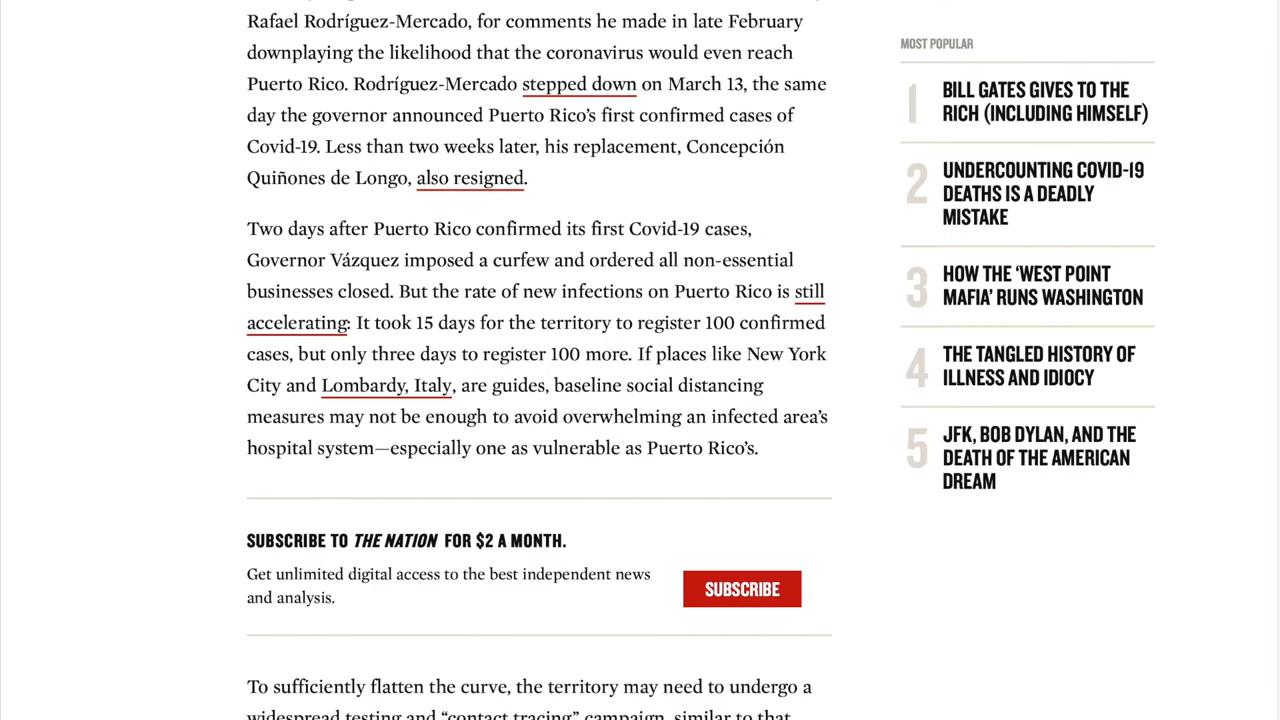 Rafael Rodríguez-Mercado, for comments he made in late February
downplaying the likelihood that the coronavirus would even reach
Puerto Rico. Rodríguez-Mercado stepped down on March 13, the same
day the governor announced Puerto Rico’s first confirmed cases of
Covid-19. Less than two weeks later, his replacement, Concepción
Quiñones de Longo, also resigned.
Two days after Puerto Rico confirmed its first Covid-19 cases,
Governor Vázquez imposed a curfew and ordered all non-essential
businesses closed. But the rate of new infections on Puerto Rico is still
accelerating: It took 15 days for the territory to register 100 confirmed
cases, but only three days to register 100 more. If places like New York
City and Lombardy, Italy, are guides, baseline social distancing
measures may not be enough to avoid overwhelming an infected area’s
hospital system—especially one as vulnerable as Puerto Rico’s.
SUBSCRIBE TO THE NATION FOR $2 A MONTH.
Get unlimited digital access to the best independent news
and analysis.
SUBSCRIBE
To sufficiently flatten the curve, the territory may need to undergo a
widespread testing and “contact tracing” campaign, similar to that
MOST POPULAR
1
BILL GATES GIVES TO THE
RICH (INCLUDING HIMSELF)
2
UNDERCOUNTING COVID-19
DEATHS IS A DEADLY
MISTAKE
3
HOW THE ‘WEST POINT
MAFIA’ RUNS WASHINGTON
4
THE TANGLED HISTORY OF
ILLNESS AND IDIOCY
5
JFK, BOB DYLAN, AND THE
DEATH OF THE AMERICAN
DREAM